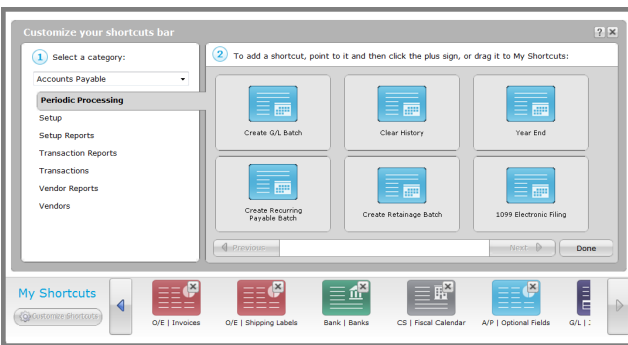 Customize your shortcuts bar
? x
1 Select a category:
Accounts Payable
Periodic Processing
Setup
Setup Reports
Transaction Reports
Transactions
Vendor Reports
Vendors
2 To add a shortcut, point to it and then click the plus sign, or drag it to My Shortcuts:
Create G/L Batch
Clear History
Year End
Create Recurring
Payable Batch
Create Retainage Batch
1099 Electronic Filing
Previous
Next
Done
My Shortcuts
Customize Shortcuts
O/E | Invoices
O/E | Shipping Labels
Bank | Banks
CS | Fiscal Calendar
A/P | Optional Fields
G/L |